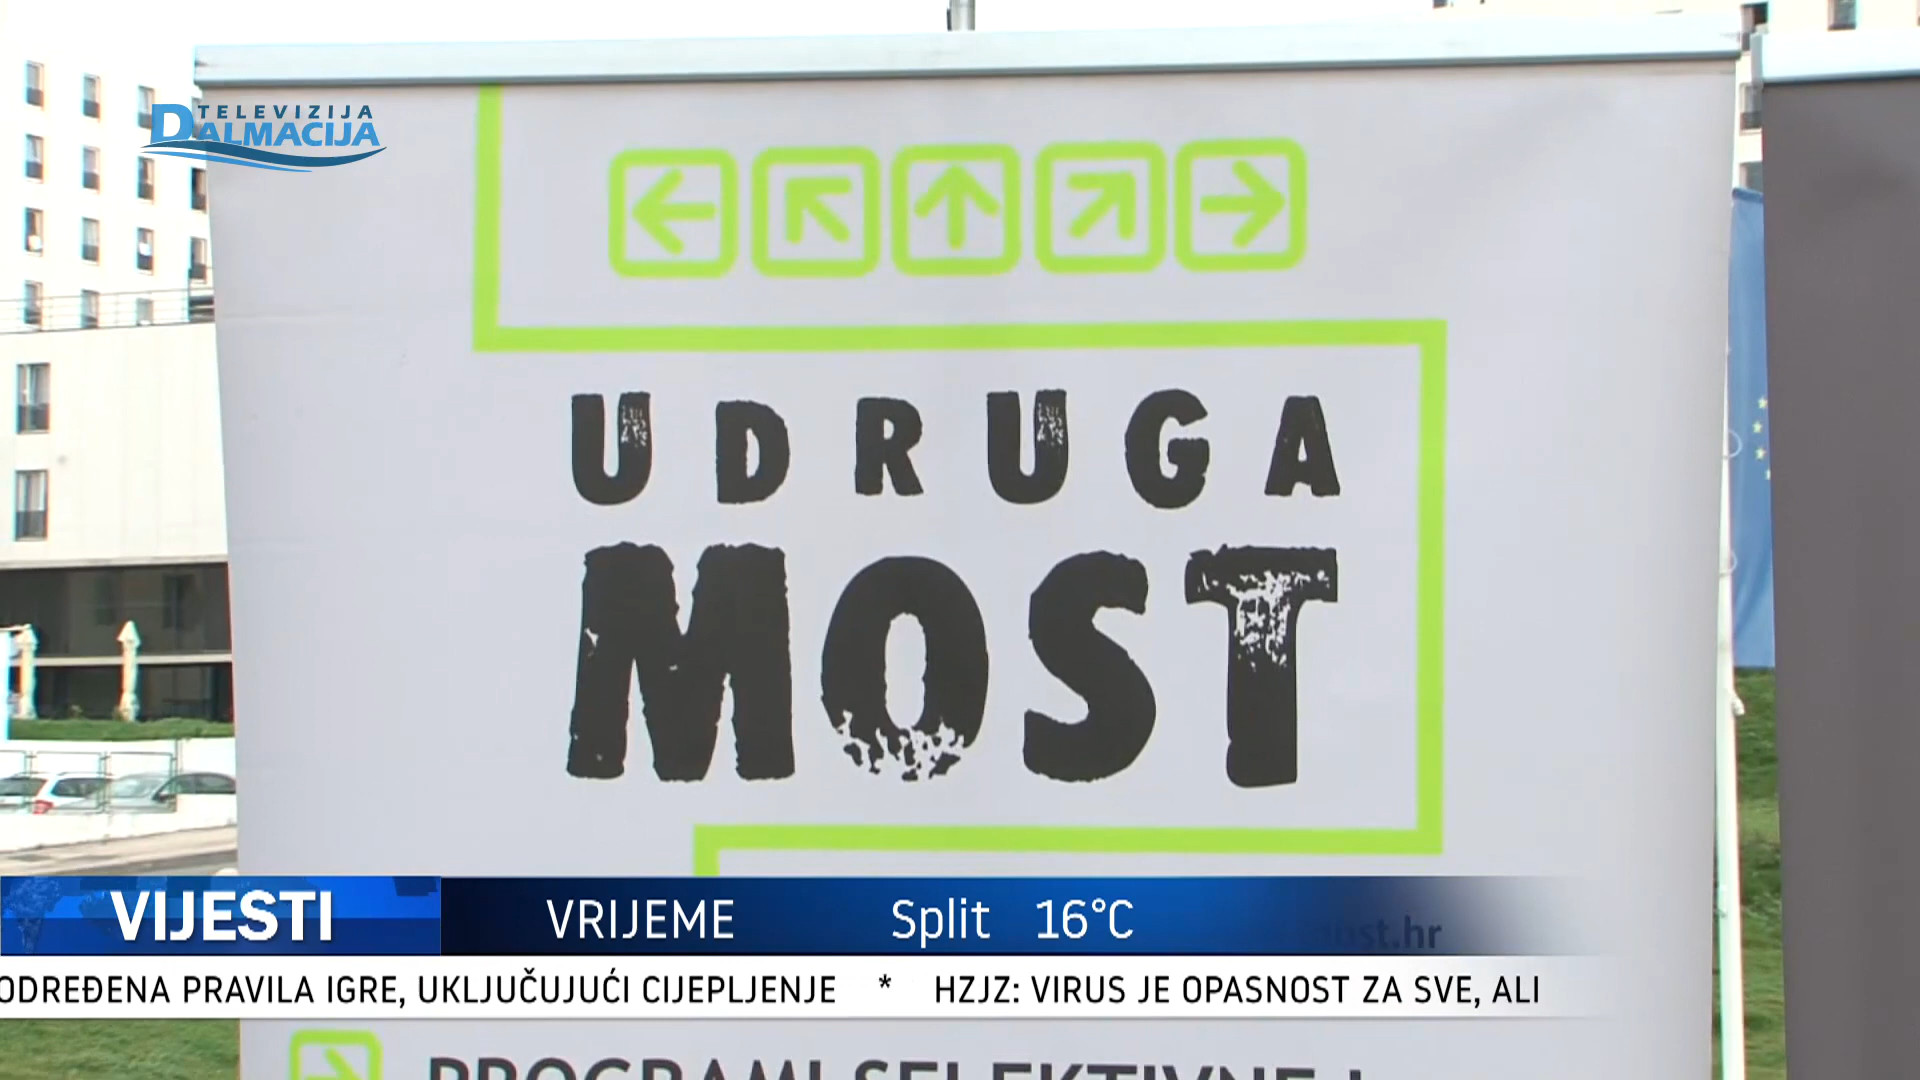 TELEVIZIJA
DALMACIJA
UDRUGA
MOST
VIJESTI
VRIJEME Split 16°C
ODREĐENA PRAVILA IGRE, UKLJUČUJUĆI CIJEPLJENJE * HZJZ: VIRUS JE OPASNOST ZA SVE, ALI
PROGRAMI SELEKTIVNE I